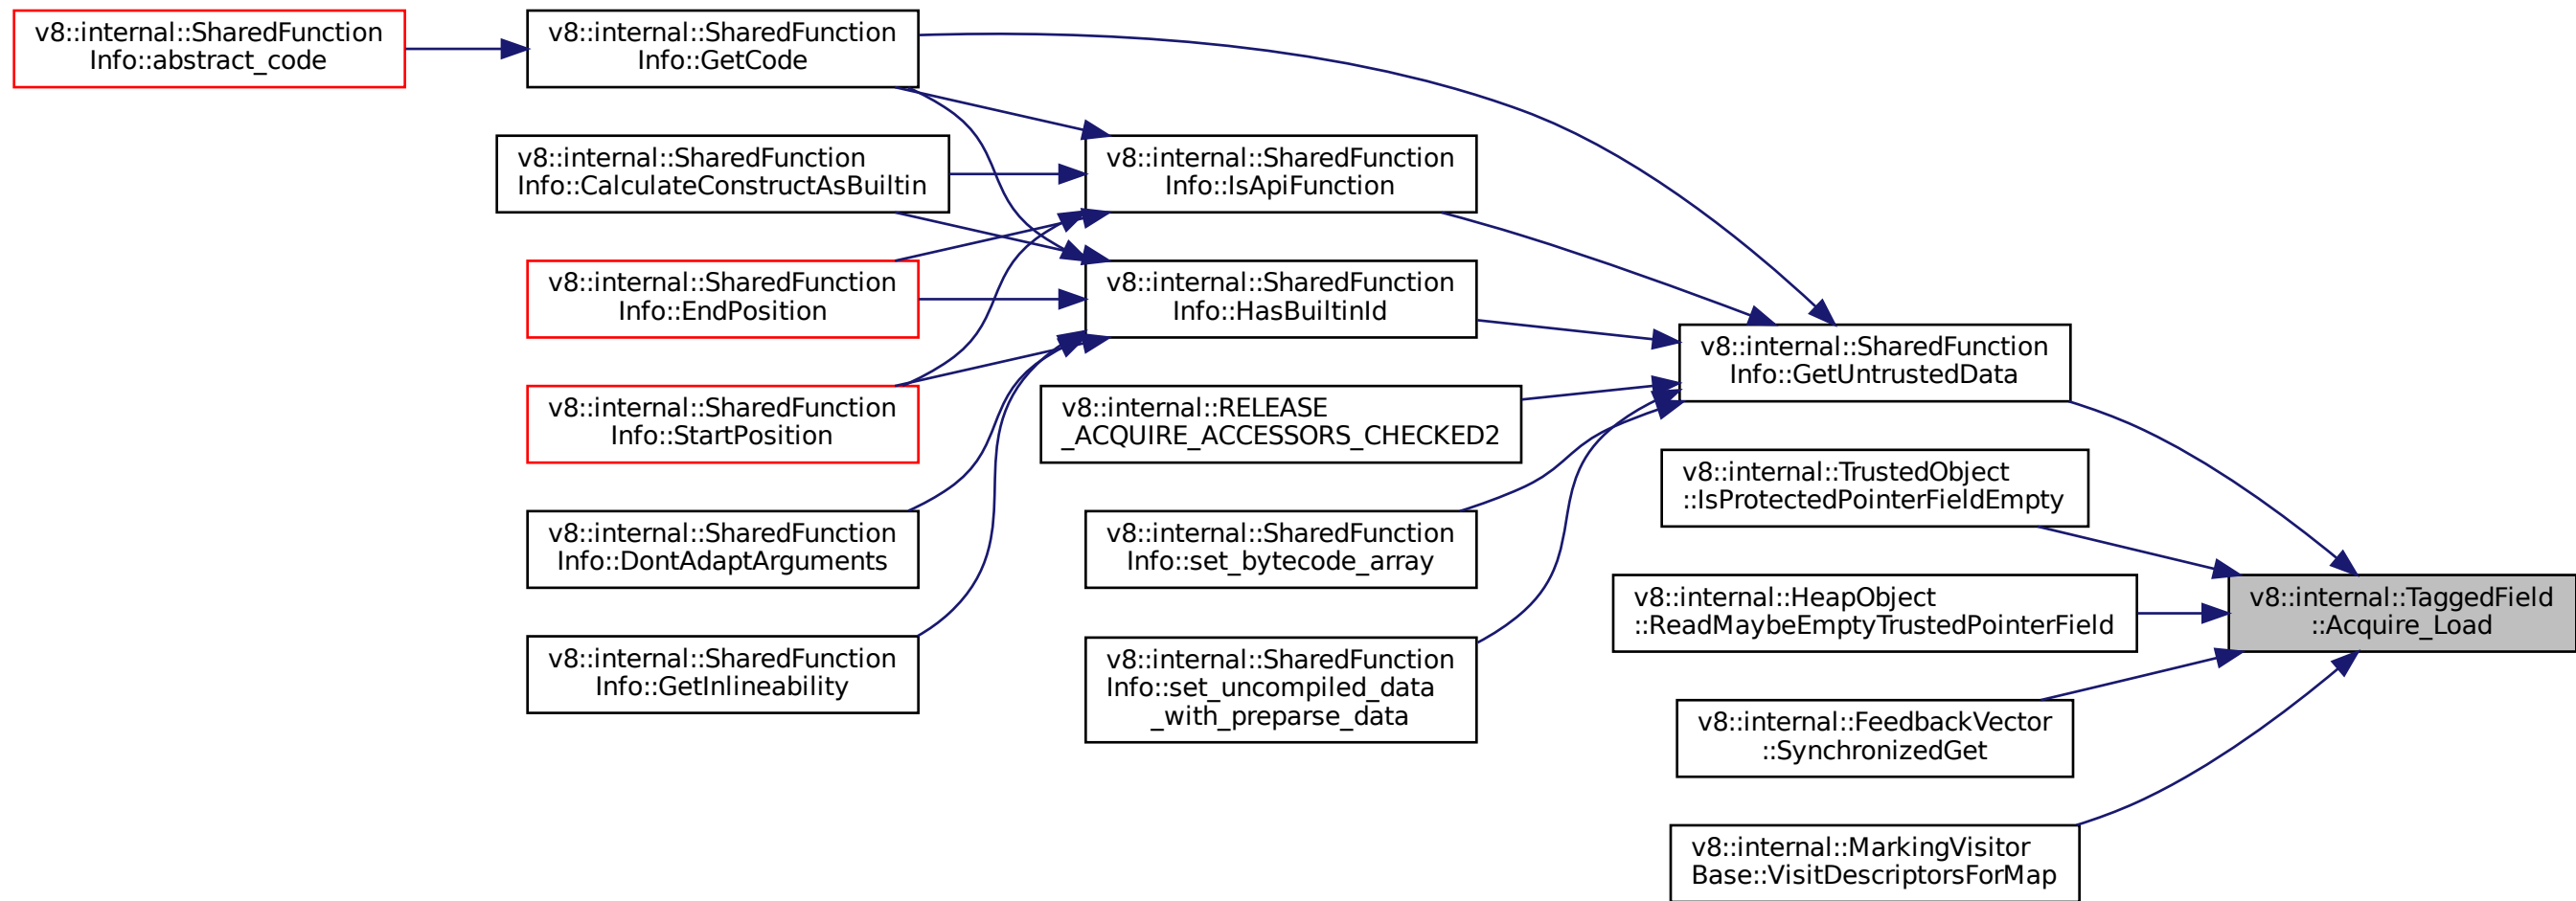 v8::internal::SharedFunction
Info::abstract_code
v8::internal::SharedFunction
Info::GetCode
v8::internal::SharedFunction
Info::CalculateConstructAsBuiltin
v8::internal::SharedFunction
Info::EndPosition
v8::internal::SharedFunction
Info::StartPosition
v8::internal::SharedFunction
Info::DontAdaptArguments
v8::internal::SharedFunction
Info::GetInlineability
v8::internal::SharedFunction
Info::IsApiFunction
v8::internal::SharedFunction
Info::HasBuiltinId
v8::internal::RELEASE
_ACQUIRE_ACCESSORS_CHECKED2
v8::internal::SharedFunction
Info::set_bytecode_array
v8::internal::SharedFunction
Info::set_uncompiled_data
_with_preparse_data
v8::internal::SharedFunction
Info::GetUntrustedData
v8::internal::TrustedObject
::IsProtectedPointerFieldEmpty
v8::internal::HeapObject
::ReadMaybeEmptyTrustedPointerField
v8::internal::FeedbackVector
::SynchronizedGet
v8::internal::MarkingVisitor
Base::VisitDescriptorsForMap
v8::internal::TaggedField
::Acquire_Load